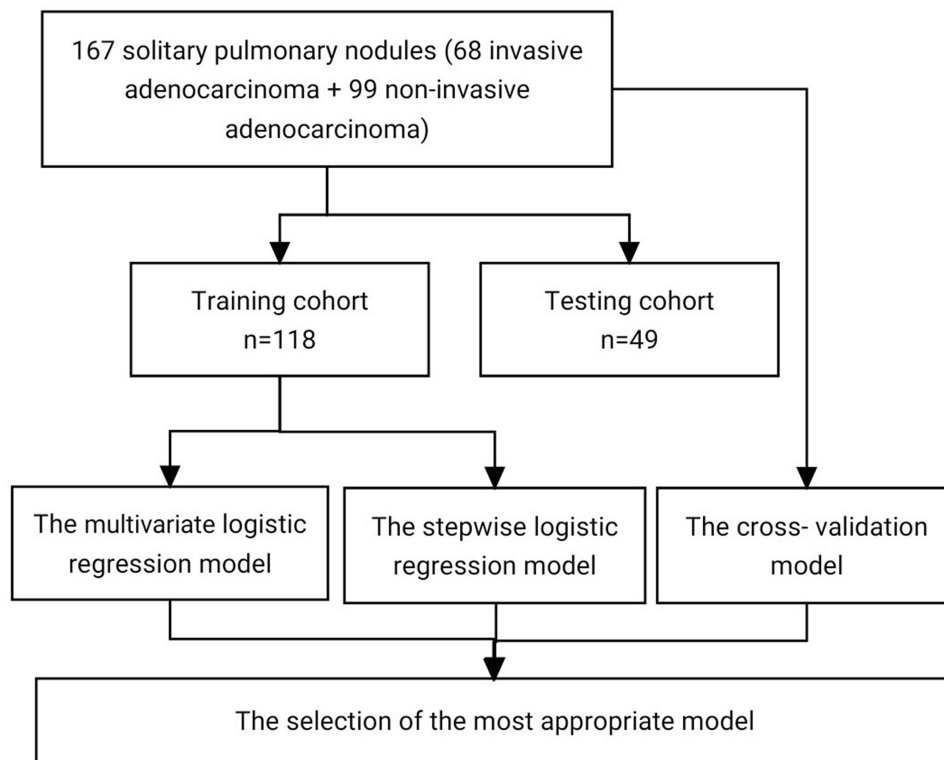 167 solitary pulmonary nodules (68 invasive
adenocarcinoma + 99 non-invasive
adenocarcinoma)
Training cohort
n=118
Testing cohort
n=49
The multivariate logistic
regression model
The stepwise logistic
regression model
The cross- validation
model
The selection of the most appropriate model